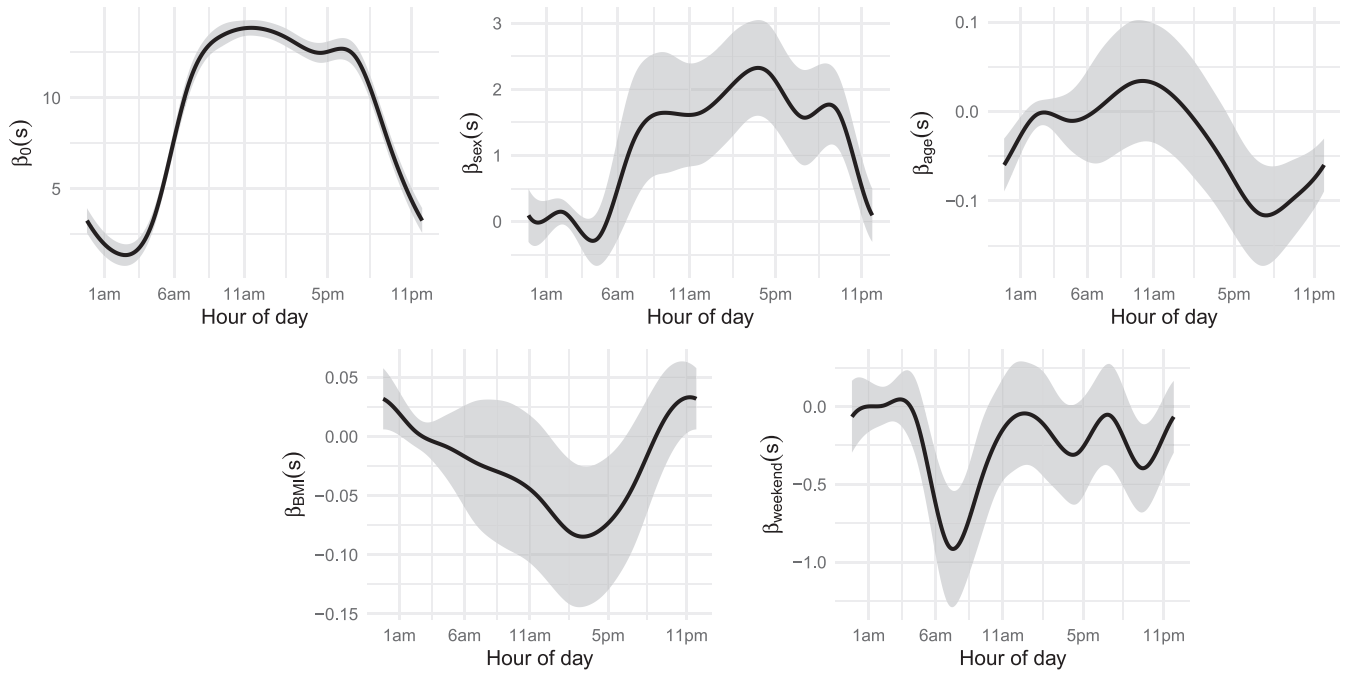 β0(s)
10
5
1am 6am 11am 5pm 11pm
Hour of day
βsex(s)
3
2
1
0
1am 6am 11am 5pm 11pm
Hour of day
βage(s)
0.1
0.0
−0.1
1am 6am 11am 5pm 11pm
Hour of day
βBMI(s)
0.05
0.00
−0.05
−0.10
−0.15
1am 6am 11am 5pm 11pm
Hour of day
βweekend(s)
0.0
−0.5
−1.0
1am 6am 11am 5pm 11pm
Hour of day